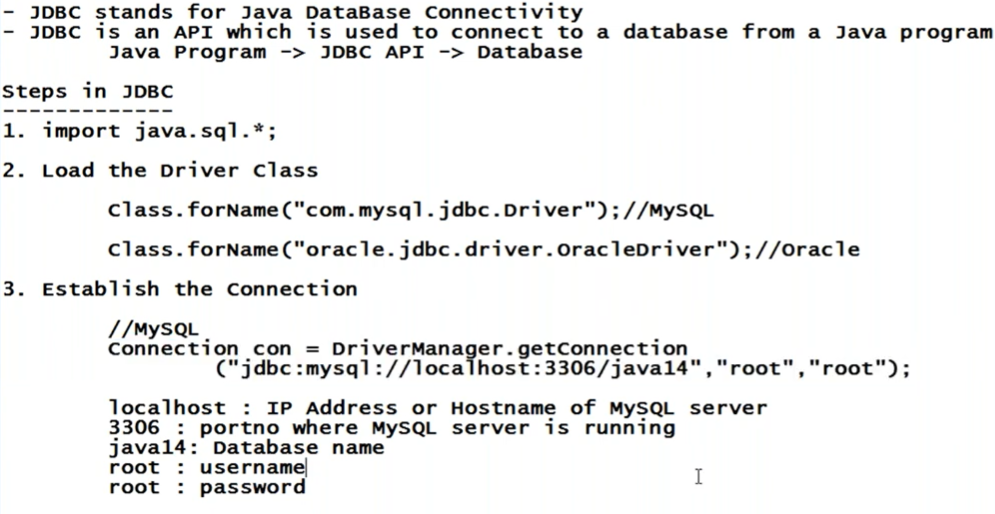 - JDBC stands for Java DataBase Connectivity
- JDBC is an API which is used to connect to a database from a Java program
Java Program -> JDBC API -> Database
Steps in JDBC
-------------
1. import java.sql.*;
2. Load the Driver Class
Class.forName("com.mysql.jdbc.Driver");//MySQL
Class.forName("oracle.jdbc.driver.OracleDriver");//Oracle
3. Establish the Connection
//MySQL
Connection con = DriverManager.getConnection
("jdbc:mysql://localhost:3306/java14","root","root");
localhost : IP Address or Hostname of MySQL server
3306 : portno where MySQL server is running
java14: Database name
root : username
root : password